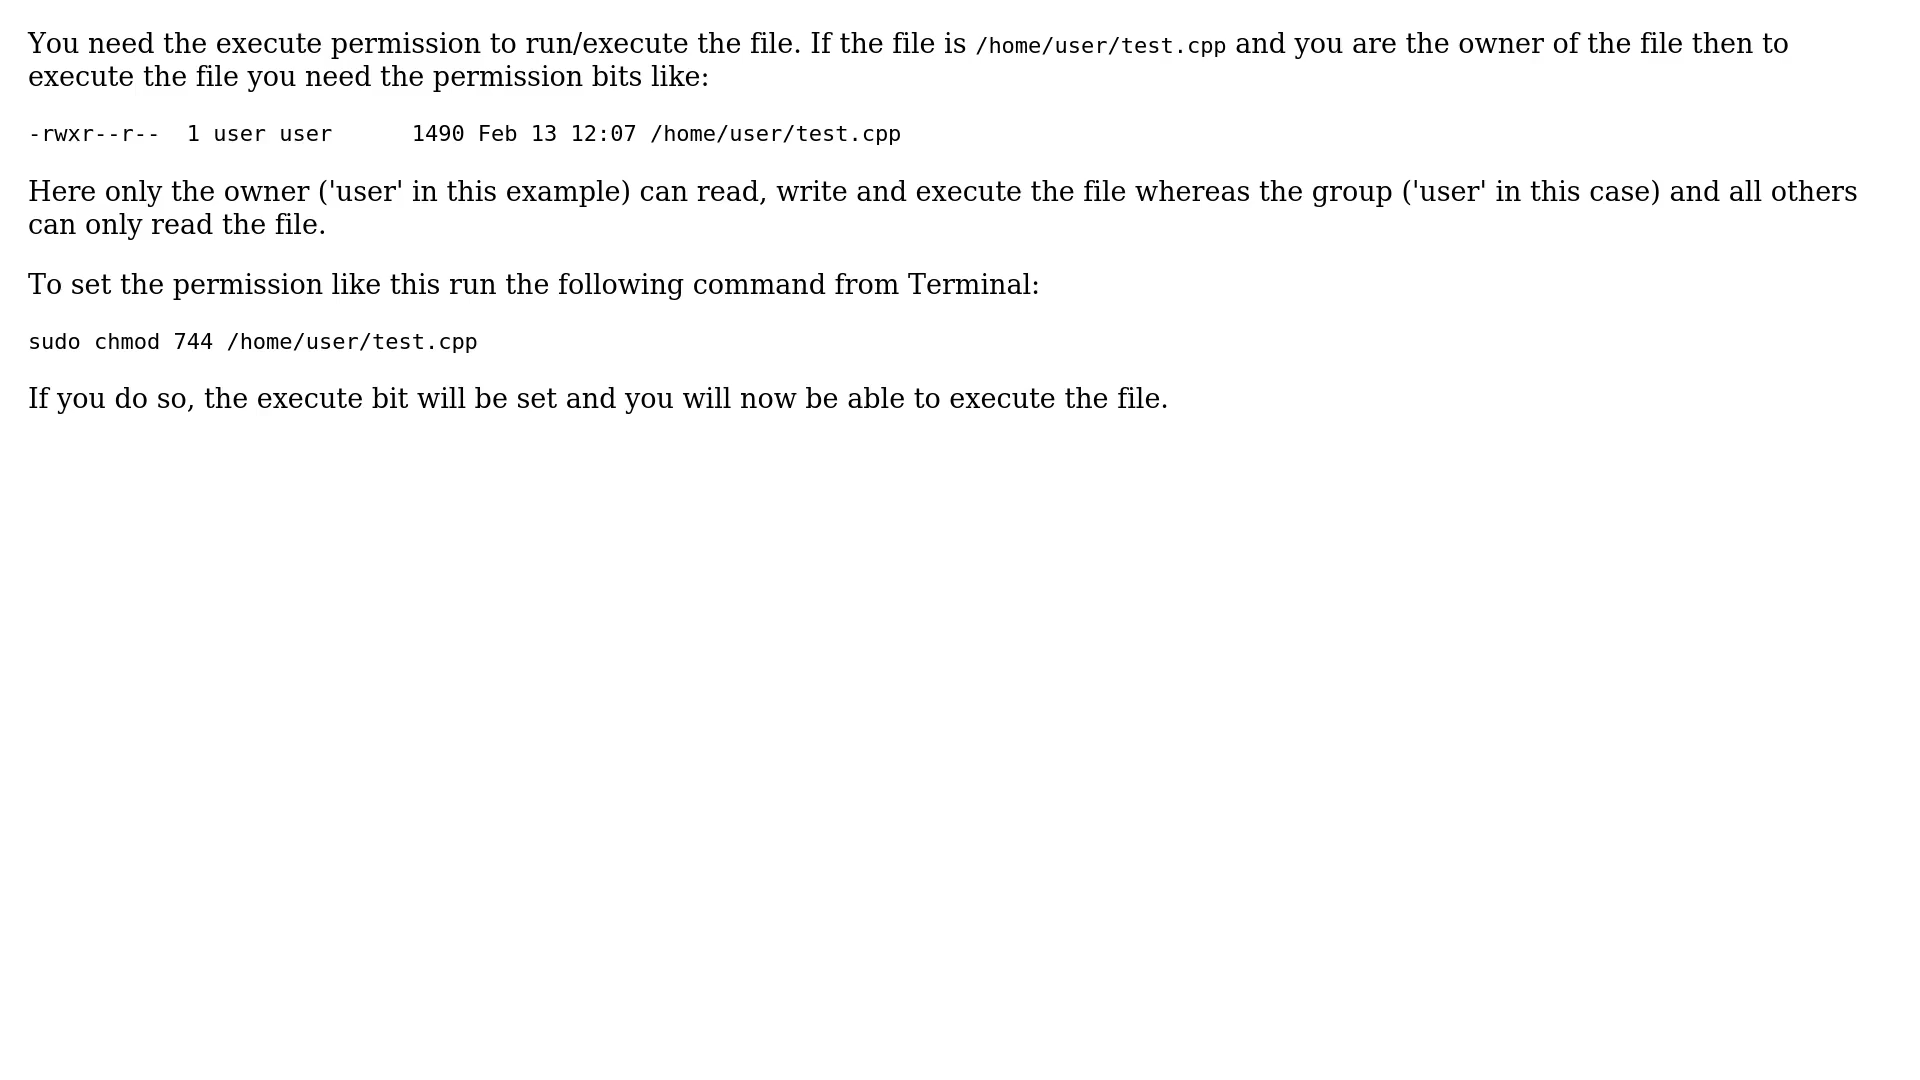 You need the execute permission to run/execute the file. If the file is /home/user/test.cpp and you are the owner of the file then to
execute the file you need the permission bits like:
-rwxr--r--  1 user user      1490 Feb 13 12:07 /home/user/test.cpp
Here only the owner ('user' in this example) can read, write and execute the file whereas the group ('user' in this case) and all others
can only read the file.
To set the permission like this run the following command from Terminal:
sudo chmod 744 /home/user/test.cpp
If you do so, the execute bit will be set and you will now be able to execute the file.